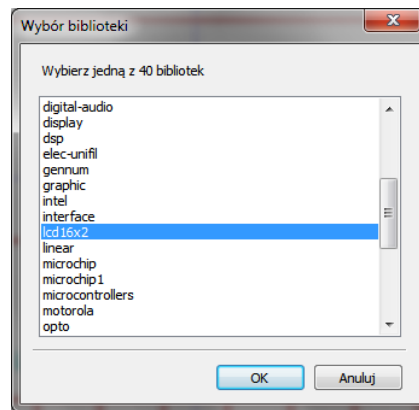 Wybór biblioteki
Wybierz jedną z 40 bibliotek
digital-audio
display
dsp
elec-unifil
gennum
graphic
intel
interface
lcd16x2
linear
microchip
microchip1
microcontrollers
motorola
opto
OK
Anuluj